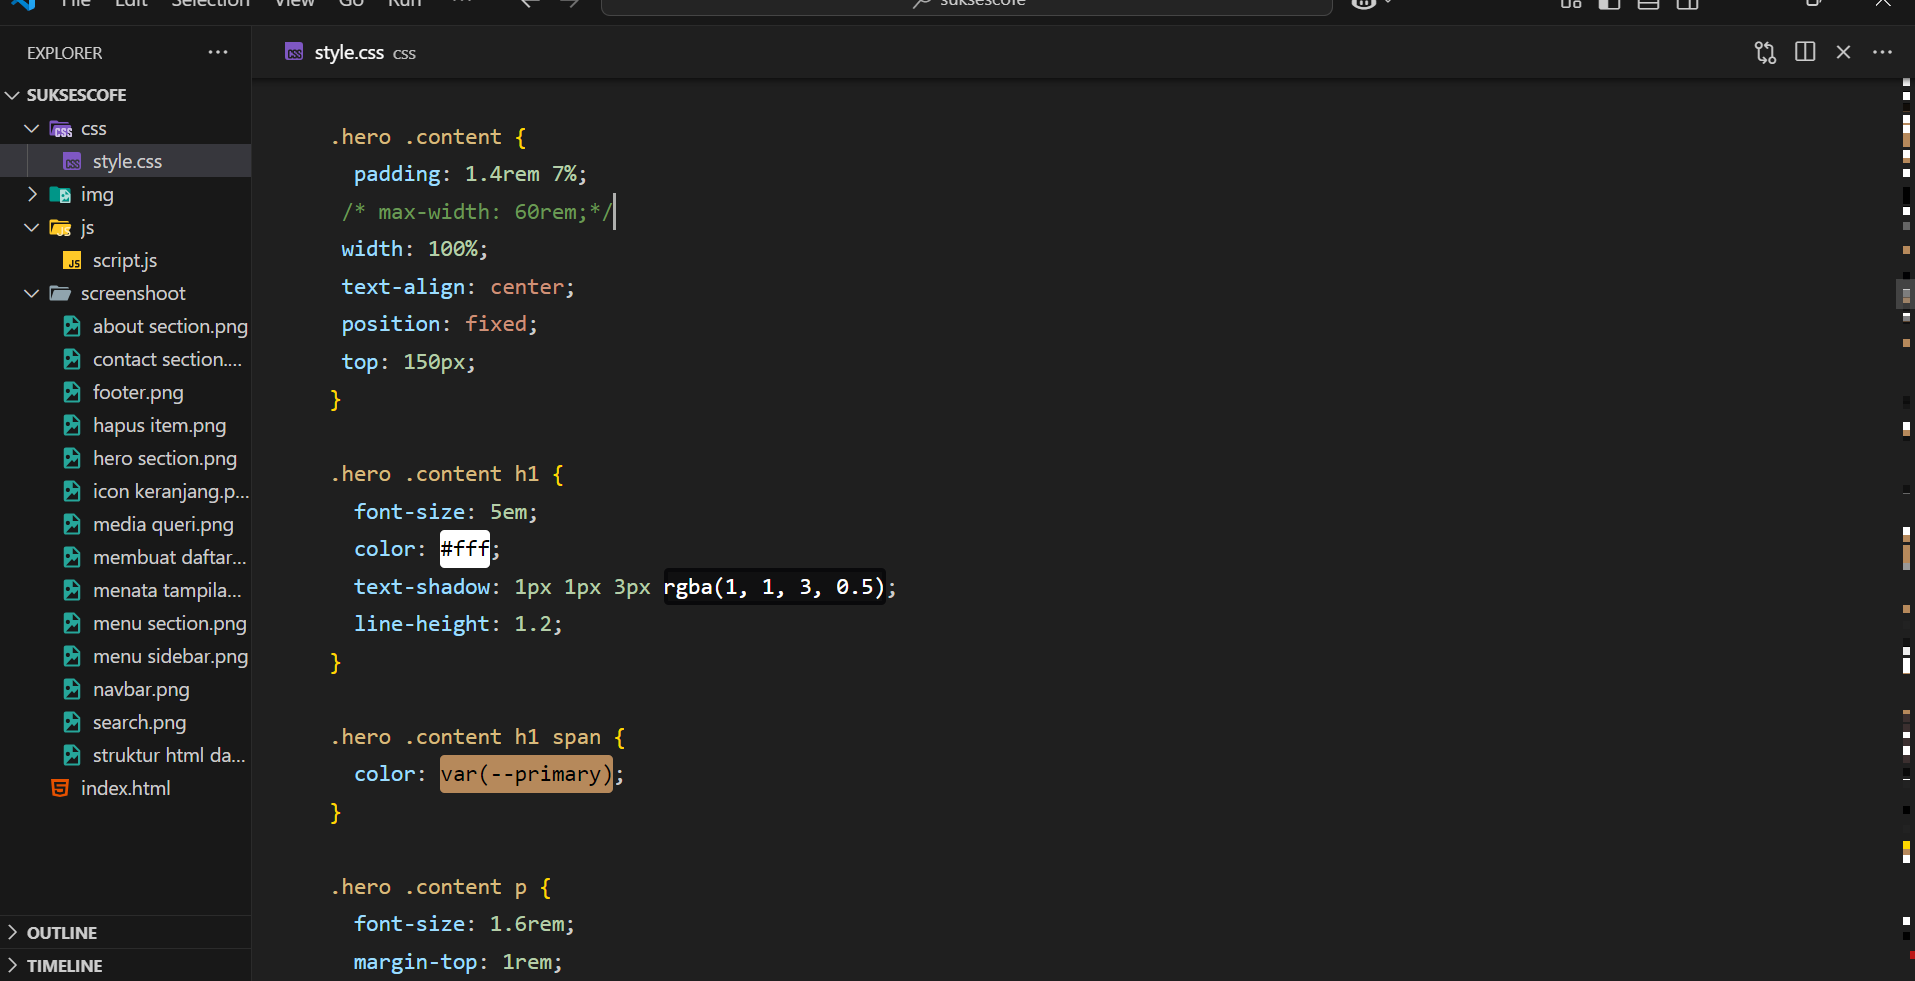 File Edit Selection View Go Run ...
suksescofe
EXPLORER
style.css css
SUKSESCOFE
css
style.css
img
js
script.js
screenshoot
about section.png
contact section....
footer.png
hapus item.png
hero section.png
icon keranjang.p...
media queri.png
membuat daftar...
menata tampila...
menu section.png
menu sidebar.png
navbar.png
search.png
struktur html da...
index.html
OUTLINE
TIMELINE
.hero .content {
padding: 1.4rem 7%;
/* max-width: 60rem;*/
width: 100%;
text-align: center;
position: fixed;
top: 150px;
}
.hero .content h1 {
font-size: 5em;
color: #fff;
text-shadow: 1px 1px 3px rgba(1, 1, 3, 0.5);
line-height: 1.2;
}
.hero .content h1 span {
color: var(--primary);
}
.hero .content p {
font-size: 1.6rem;
margin-top: 1rem;